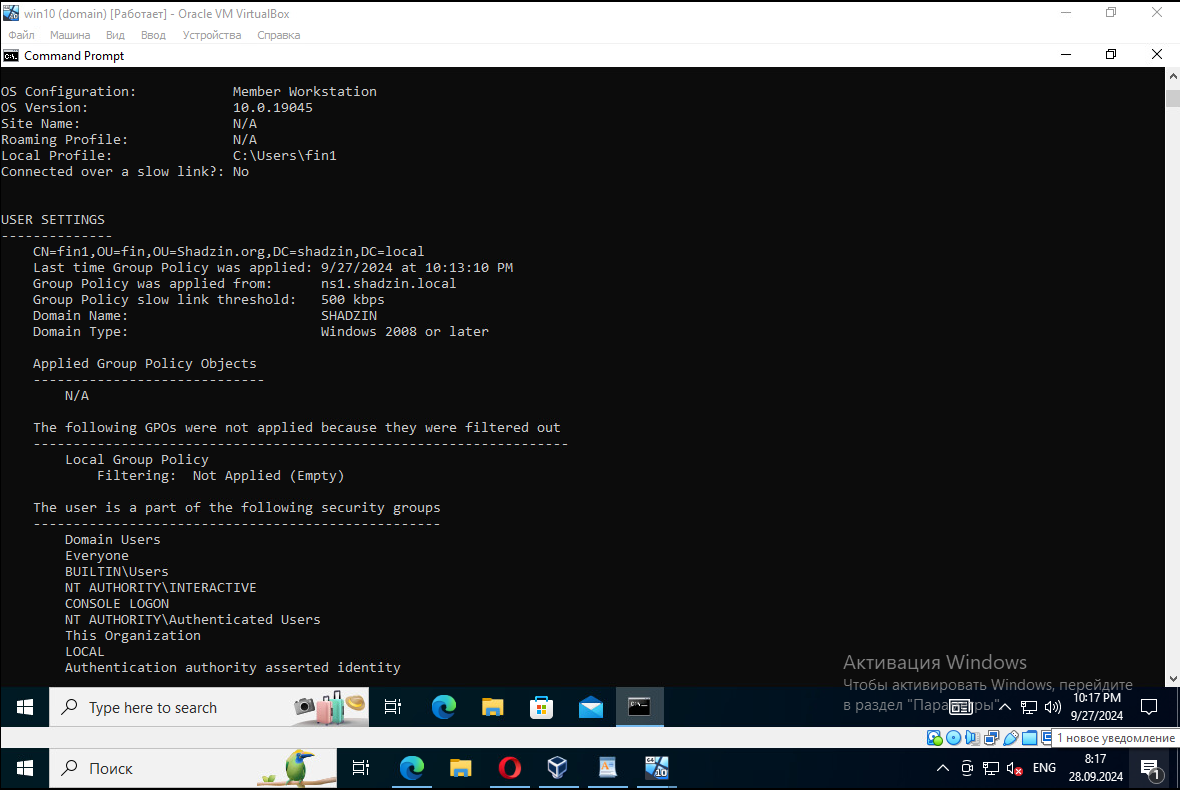 win10 (domain) [Работает] - Oracle VM VirtualBox
Файл Машина Вид Ввод Устройства Справка
Command Prompt
OS Configuration: Member Workstation
OS Version: 10.0.19045
Site Name: N/A
Roaming Profile: N/A
Local Profile: C:\Users\fin1
Connected over a slow link?: No
USER SETTINGS
--------------
CN=fin1,OU=fin,OU=Shadzin.org,DC=shadzin,DC=local
Last time Group Policy was applied: 9/27/2024 at 10:13:10 PM
Group Policy was applied from: ns1.shadzin.local
Group Policy slow link threshold: 500 kbps
Domain Name: SHADZIN
Domain Type: Windows 2008 or later
Applied Group Policy Objects
-----------------------------
N/A
The following GPOs were not applied because they were filtered out
-------------------------------------------------------------------
Local Group Policy
Filtering: Not Applied (Empty)
The user is a part of the following security groups
---------------------------------------------------
Domain Users
Everyone
BUILTIN\Users
NT AUTHORITY\INTERACTIVE
CONSOLE LOGON
NT AUTHORITY\Authenticated Users
This Organization
LOCAL
Authentication authority asserted identity
Активация Windows
Чтобы активировать Windows, перейдите
в раздел "Пара ры".
Type here to search
10:17 PM
9/27/2024
1 новое уведомление
Поиск
ENG
8:17
28.09.2024
1